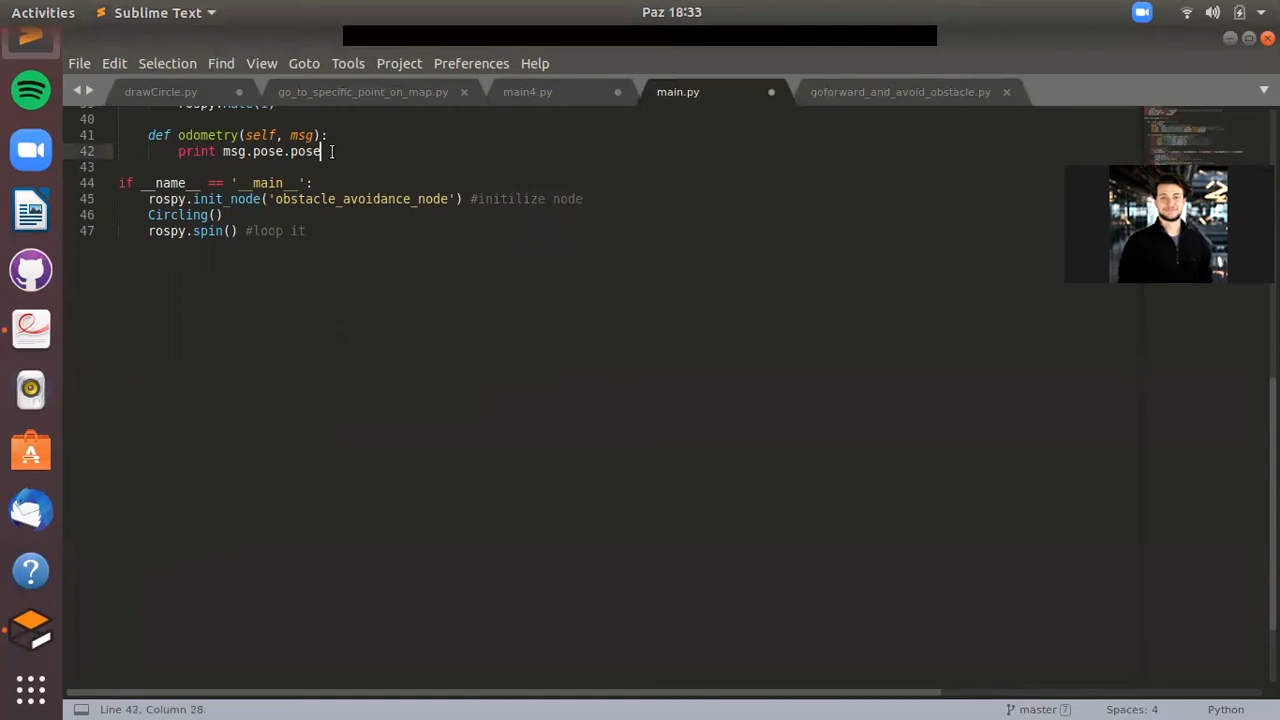 Activities
Sublime Text
Paz 18:33
File Edit Selection Find View Goto Tools Project Preferences Help
drawCircle.py
go_to_specific_point_on_map.py
main4.py
main.py
goforward_and_avoid_obstacle.py
40
41 def odometry(self, msg):
42 print msg.pose.pose
43
44 if __name__ == '__main__':
45 rospy.init_node('obstacle_avoidance_node') #initilize node
46 Circling()
47 rospy.spin() #loop it
Line 42, Column 28.
master 7
Spaces: 4
Python